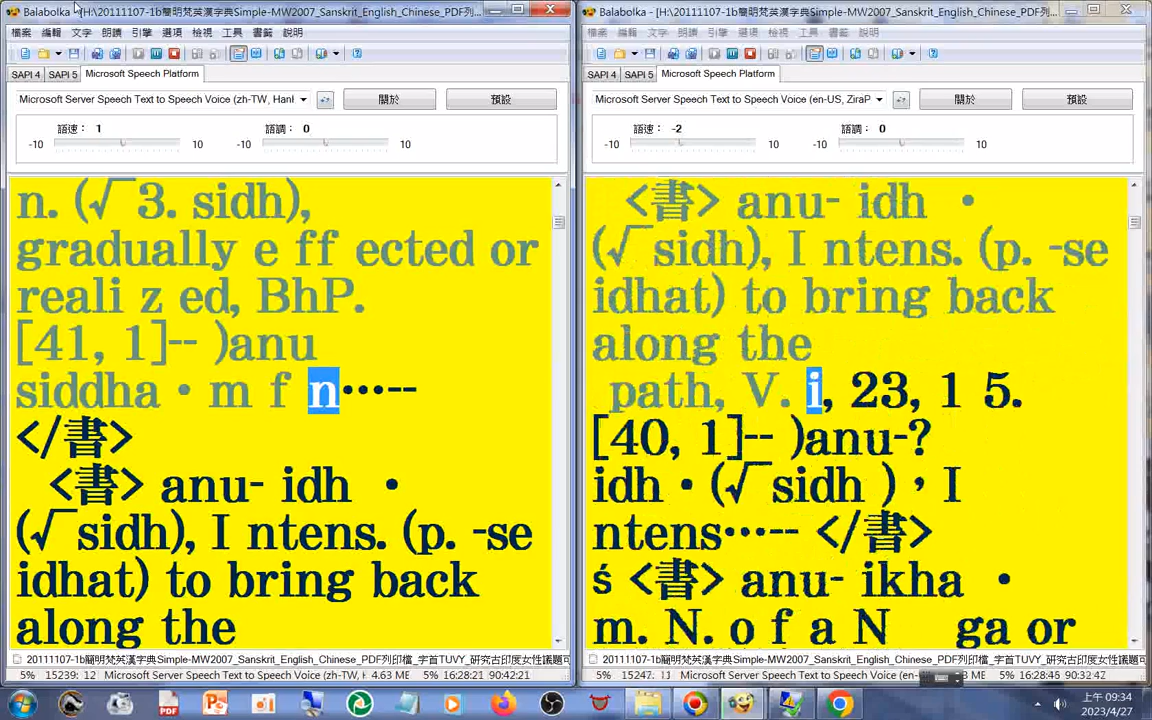 Balabolka - [H:\20111107-1b簡明梵英漢字典Simple-MW2007_Sanskrit_English_Chinese_PDF列...
檔案 編輯 文字 朗讀 引擎 選項 檢視 工具 書籤 說明
SAPI 4 SAPI 5 Microsoft Speech Platform
Microsoft Server Speech Text to Speech Voice (zh-TW, Hanl
關於 預設
語速: 1 語調: 0
-10 10 -10 10
n. (√ 3. sidh),
gradually e ff ected or
reali z ed, BhP.
[41, 1]-- )anu
siddha • m f n…--
</書>
<書> anu- idh •
(√ sidh), I ntens. (p. -se
idhat) to bring back
along the
20111107-1b簡明梵英漢字典Simple-MW2007_Sanskrit_English_Chinese_PDF列印檔_字首TUVY_研究古印度女性議題可
5% 15239: 12 Microsoft Server Speech Text to Speech Voice (zh-TW, H 4.63 ME 5% 16:28:21 90:42:21
Balabolka - [H:\20111107-1b簡明梵英漢字典Simple-MW2007_Sanskrit_English_Chinese_PDF列...
檔案 編輯 文字 朗讀 引擎 選項 檢視 工具 書籤 說明
SAPI 4 SAPI 5 Microsoft Speech Platform
Microsoft Server Speech Text to Speech Voice (en-US, ZiraP
關於 預設
語速: -2 語調: 0
-10 10 -10 10
<書> anu- idh •
(√ sidh), I ntens. (p. -se
idhat) to bring back
along the
path, V. i, 23, 1 5.
[40, 1]-- )anu-?
idh•(√ sidh ),I
ntens…-- </書>
ś <書> anu- ikha •
m. N. o f a N ga or
20111107-1b簡明梵英漢字典Simple-MW2007_Sanskrit_English_Chinese_PDF列印檔_字首TUVY_研究古印度女性議題可
5% 15247: 1 Microsoft Server Speech Text to Speech Voice (en-US, 4.63 ME 5% 16:28:45 90:32:47
上午 09:34
2023/4/27